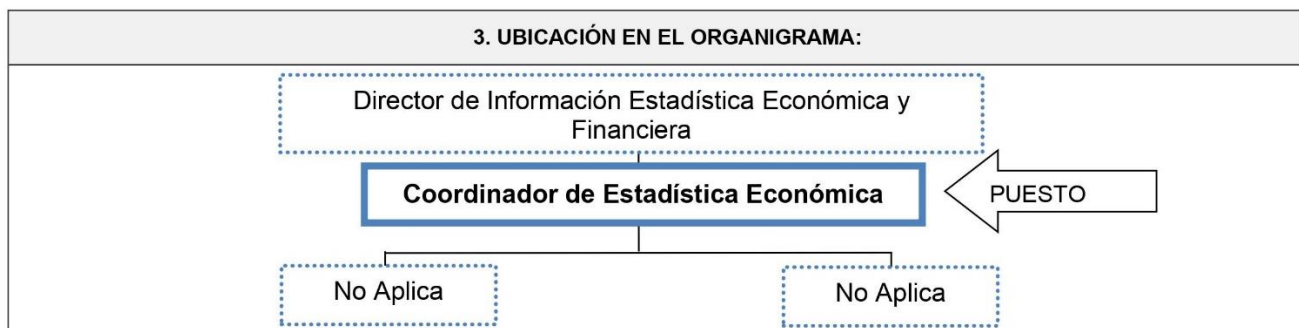 3. UBICACIÓN EN EL ORGANIGRAMA:
Director de Información Estadística Económica y
Financiera
Coordinador de Estadística Económica
PUESTO
No Aplica
No Aplica